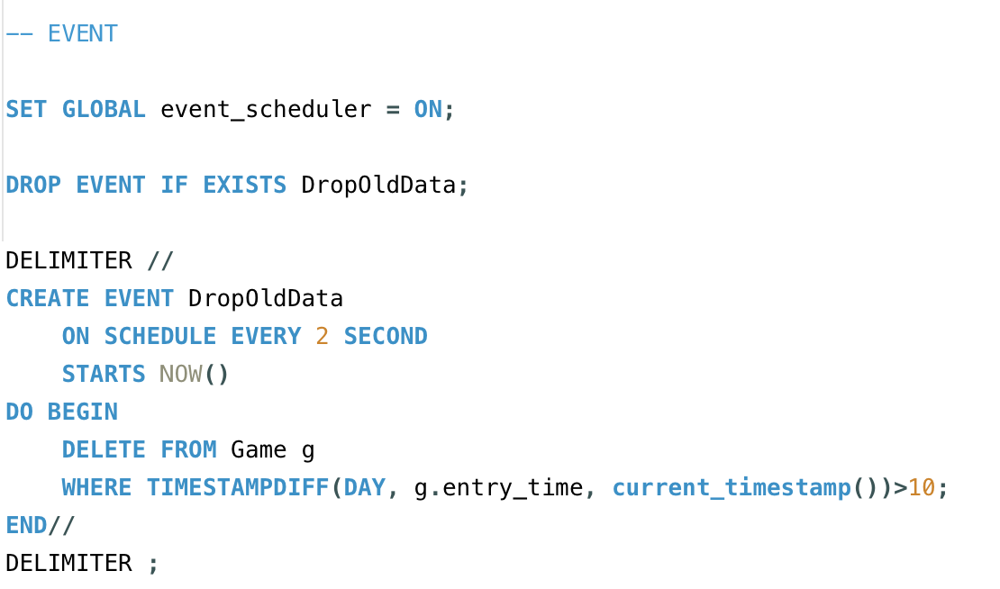 -- EVENT
SET GLOBAL event_scheduler = ON;
DROP EVENT IF EXISTS DropOldData;
DELIMITER //
CREATE EVENT DropOldData
    ON SCHEDULE EVERY 2 SECOND
    STARTS NOW()
DO BEGIN
    DELETE FROM Game g
    WHERE TIMESTAMPDIFF(DAY, g.entry_time, current_timestamp())>10;
END//
DELIMITER ;